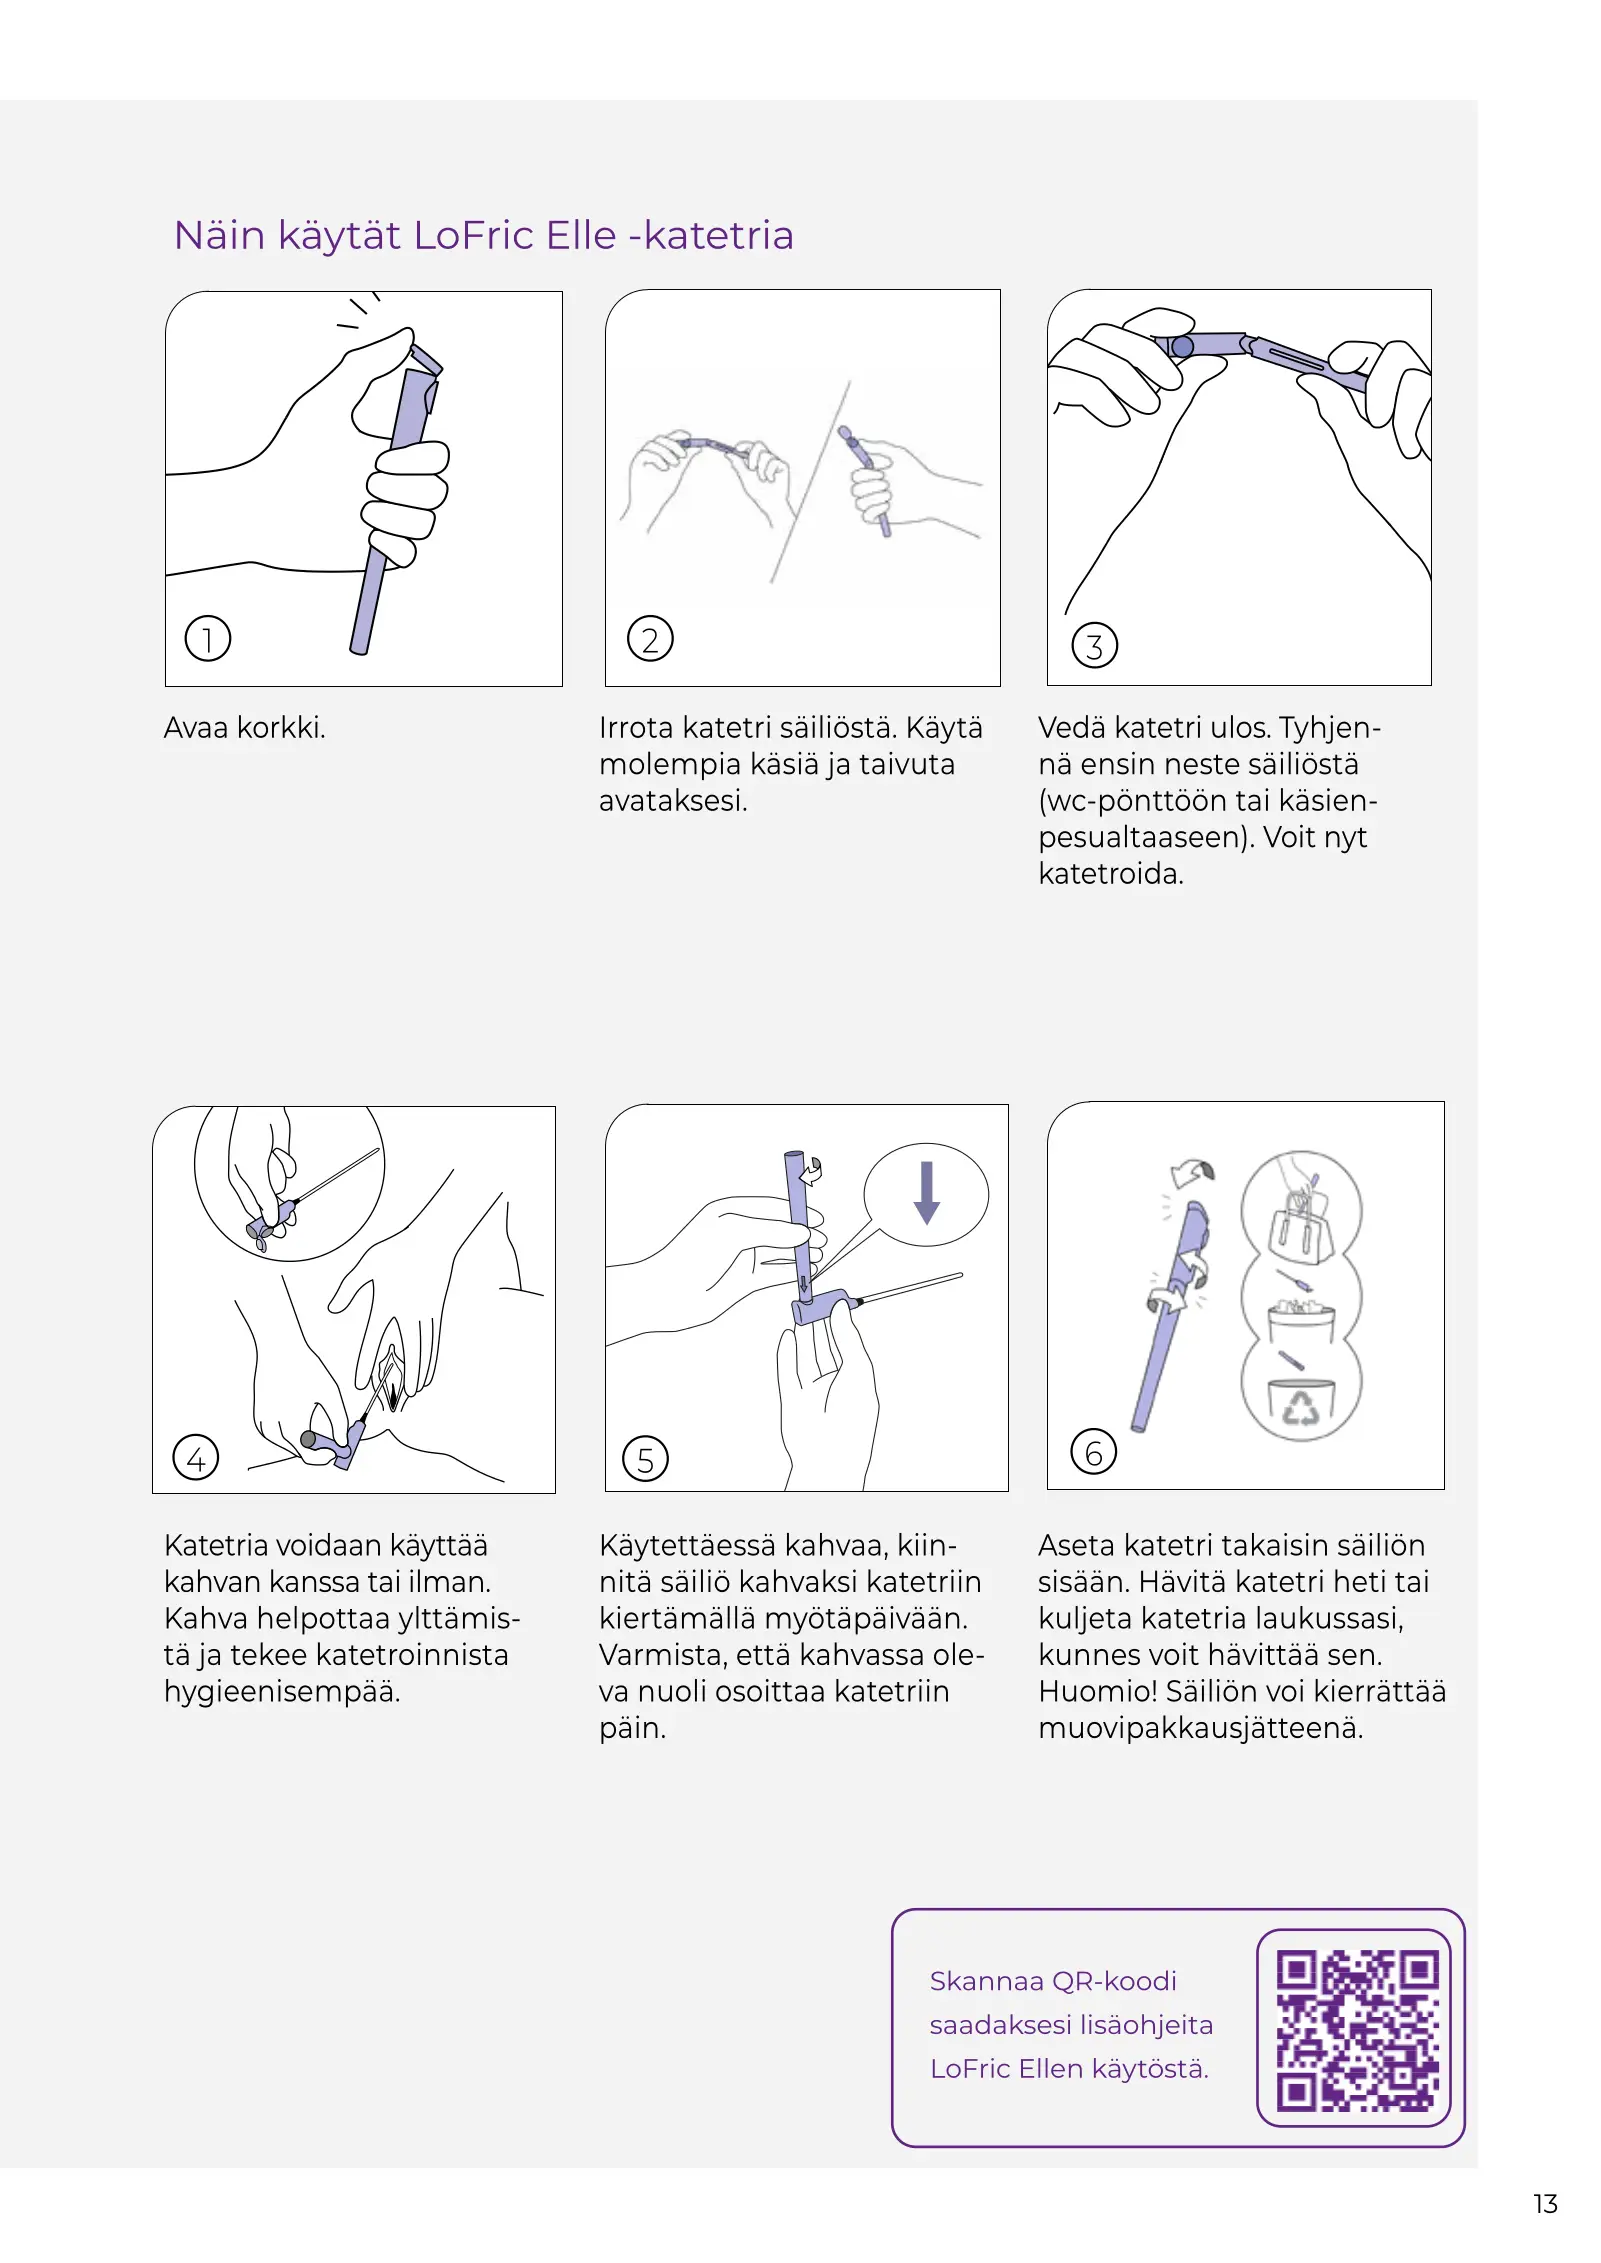 Näin käytät LoFric Elle -katetria
1
2
3
Avaa korkki.
Irrota katetri säiliöstä. Käytä
molempia käsiä ja taivuta
avataksesi.
Vedä katetri ulos. Tyhjen-
nä ensin neste säiliöstä
(wc-pönttöön tai käsien-
pesualtaaseen). Voit nyt
katetroida.
4
5
6
Katetria voidaan käyttää
kahvan kanssa tai ilman.
Kahva helpottaa ylttämis-
tä ja tekee katetroinnista
hygieenisempää.
Käytettäessä kahvaa, kiin-
nitä säiliö kahvaksi katetriin
kiertämällä myötäpäivään.
Varmista, että kahvassa ole-
va nuoli osoittaa katetriin
päin.
Aseta katetri takaisin säiliön
sisään. Hävitä katetri heti tai
kuljeta katetria laukussasi,
kunnes voit hävittää sen.
Huomio! Säiliön voi kierrättää
muovipakkausjätteenä.
Skannaa QR-koodi
saadaksesi lisäohjeita
LoFric Ellen käytöstä.
13